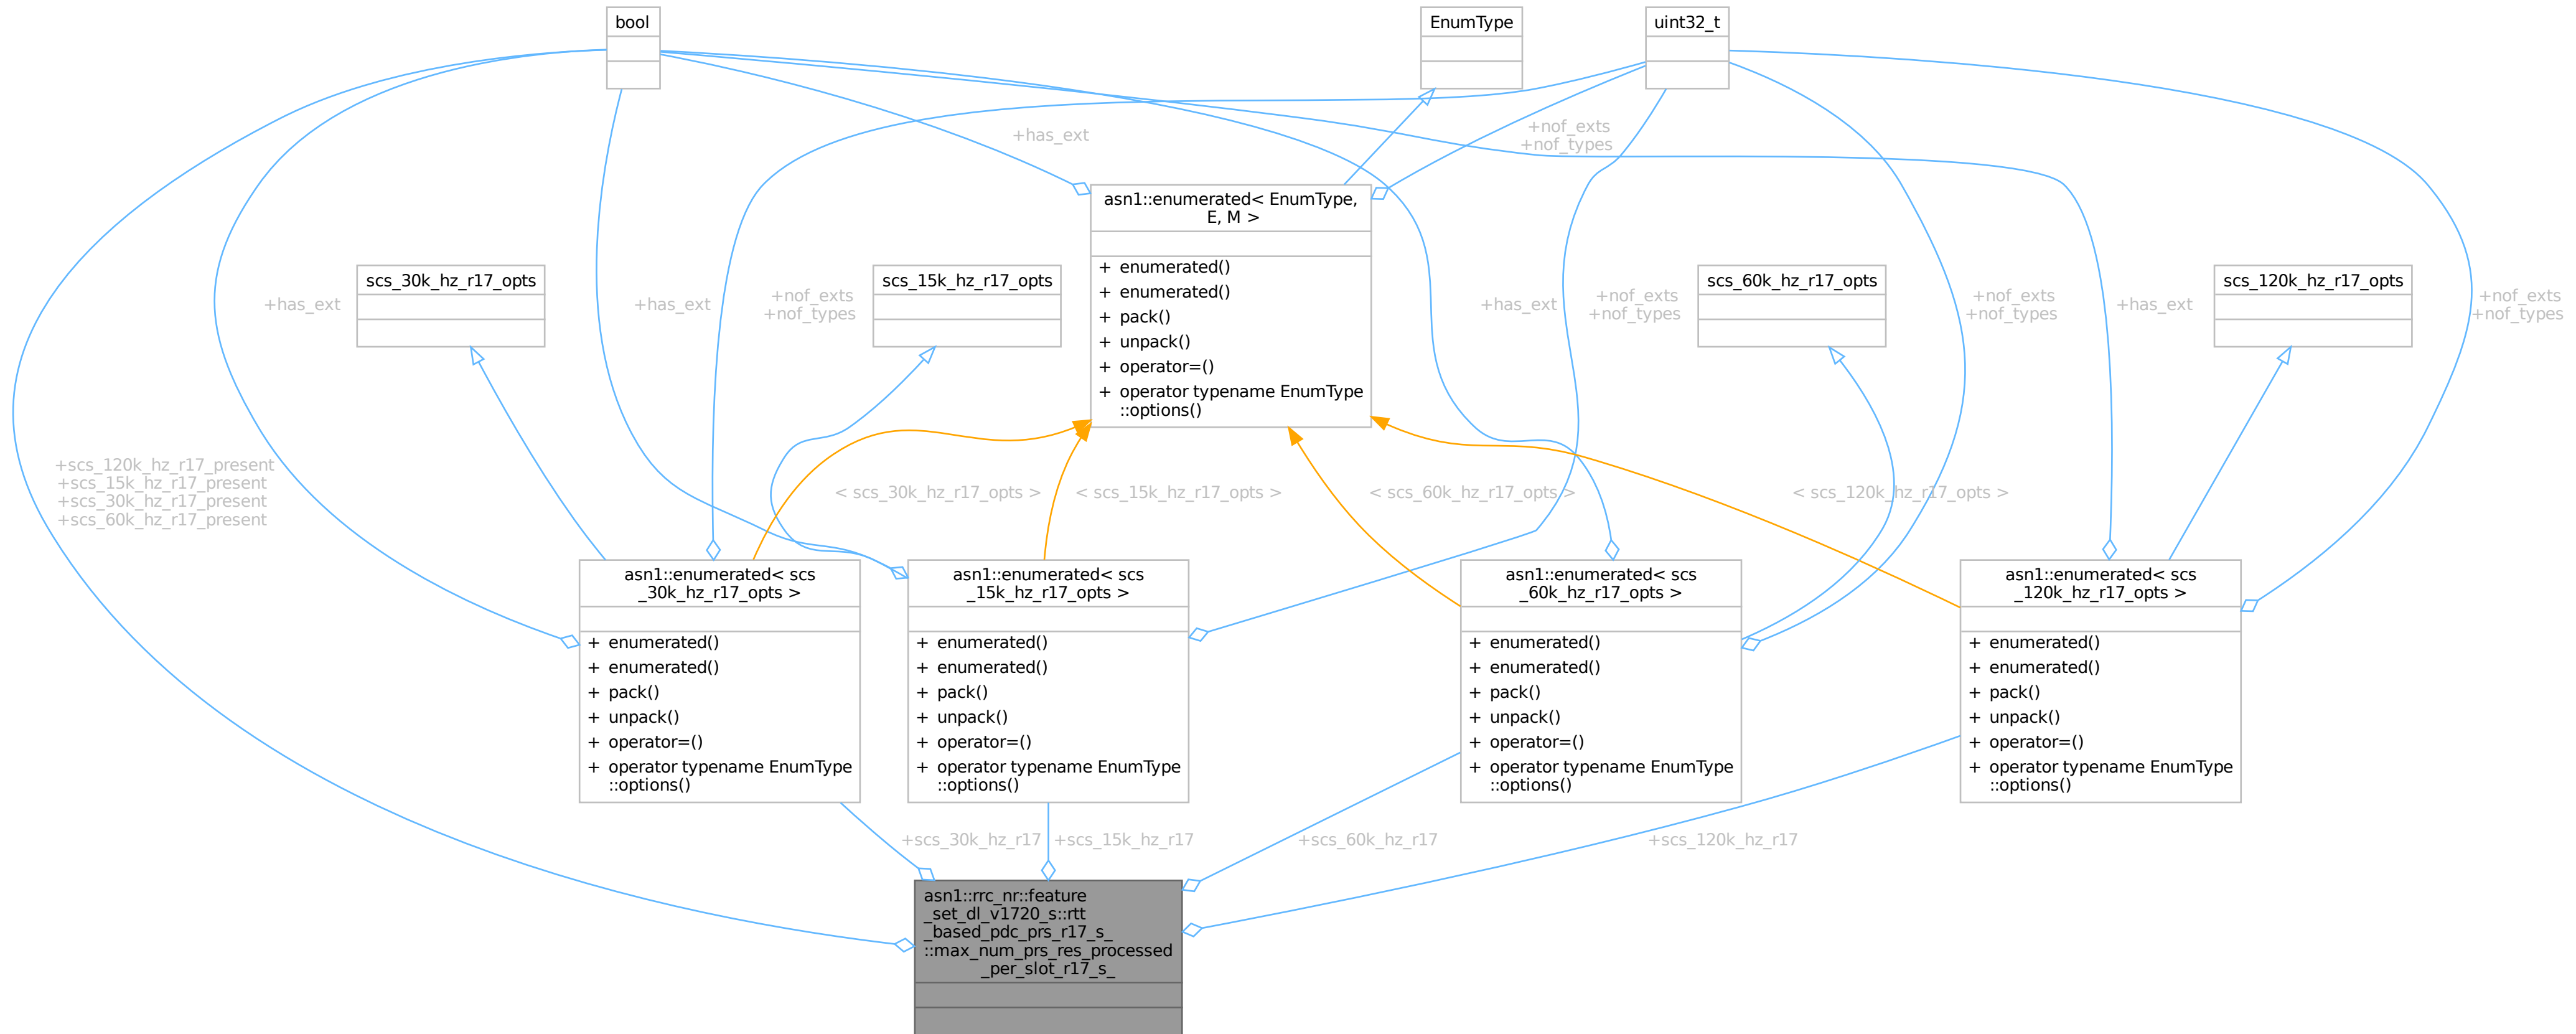 bool
EnumType
uint32_t
+has_ext
+nof_exts
+nof_types
asn1::enumerated< EnumType,
E, M >
+ enumerated()
+ enumerated()
+ pack()
+ unpack()
+ operator=()
+ operator typename EnumType
::options()
scs_30k_hz_r17_opts
scs_15k_hz_r17_opts
scs_60k_hz_r17_opts
scs_120k_hz_r17_opts
+has_ext
+has_ext
+nof_exts
+nof_types
+has_ext
+nof_exts
+nof_types
+nof_exts
+nof_types
+has_ext
+nof_exts
+nof_types
+scs_120k_hz_r17_present
+scs_15k_hz_r17_present
+scs_30k_hz_r17_present
+scs_60k_hz_r17_present
< scs_30k_hz_r17_opts >
< scs_15k_hz_r17_opts >
< scs_60k_hz_r17_opts >
< scs_120k_hz_r17_opts >
asn1::enumerated< scs
_30k_hz_r17_opts >
+ enumerated()
+ enumerated()
+ pack()
+ unpack()
+ operator=()
+ operator typename EnumType
::options()
asn1::enumerated< scs
_15k_hz_r17_opts >
+ enumerated()
+ enumerated()
+ pack()
+ unpack()
+ operator=()
+ operator typename EnumType
::options()
asn1::enumerated< scs
_60k_hz_r17_opts >
+ enumerated()
+ enumerated()
+ pack()
+ unpack()
+ operator=()
+ operator typename EnumType
::options()
asn1::enumerated< scs
_120k_hz_r17_opts >
+ enumerated()
+ enumerated()
+ pack()
+ unpack()
+ operator=()
+ operator typename EnumType
::options()
+scs_30k_hz_r17
+scs_15k_hz_r17
+scs_60k_hz_r17
+scs_120k_hz_r17
asn1::rrc_nr::feature
_set_dl_v1720_s::rtt
_based_pdc_prs_r17_s_
::max_num_prs_res_processed
_per_slot_r17_s_